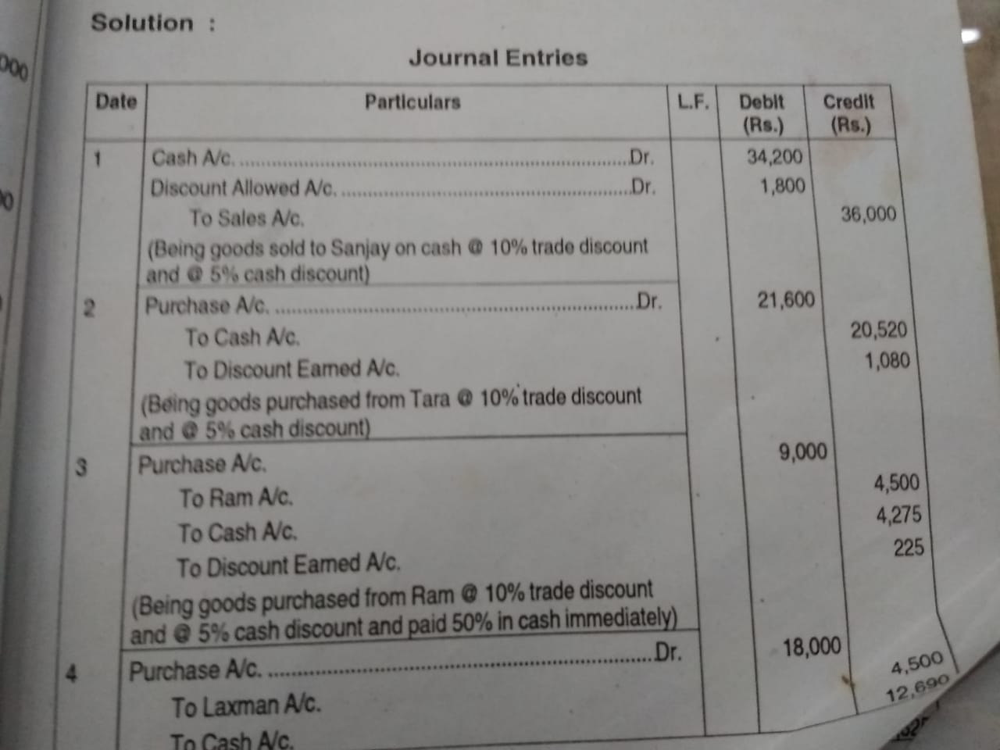 Solution :
Journal Entries
Date Particulars L.F. Debit (Rs.) Credit (Rs.)
1 Cash A/c. ..........Dr. 34,200
Discount Allowed A/c. ..........Dr. 1,800
To Sales A/c. 36,000
(Being goods sold to Sanjay on cash @ 10% trade discount
and @ 5% cash discount)
2 Purchase A/c. ..........Dr. 21,600
To Cash A/c. 20,520
To Discount Earned A/c. 1,080
(Being goods purchased from Tara @ 10% trade discount
and @ 5% cash discount)
3 Purchase A/c. 9,000
To Ram A/c. 4,500
To Cash A/c. 4,275
To Discount Earned A/c. 225
(Being goods purchased from Ram @ 10% trade discount
and @ 5% cash discount and paid 50% in cash immediately)
4 Purchase A/c. ..........Dr. 18,000
To Laxman A/c. 4,500
To Cash A/c. 12,690